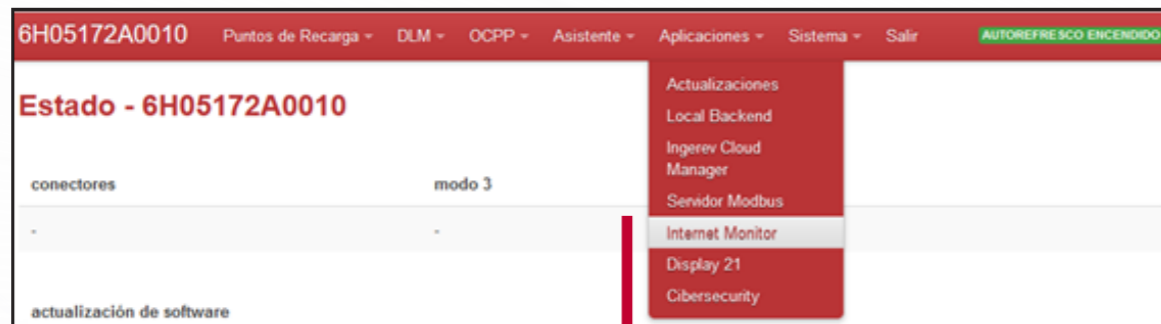 6H05172A0010 Puntos de Recarga DLM OCPP Asistente Aplicaciones Sistema Salir AUTOREFRESCO ENCENDIDO
Actualizaciones
Local Backend
Ingerev Cloud
Manager
Servidor Modbus
Internet Monitor
Display 21
Cibersecurity
Estado - 6H05172A0010
conectores modo 3
- -
actualización de software